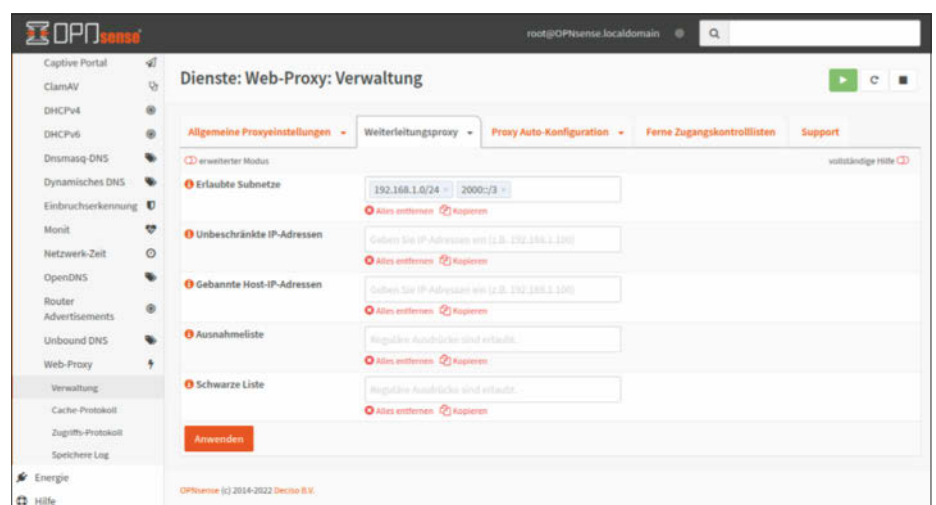 OPNsense
root@OPNsense.localdomain
Captive Portal
ClamAV
DHCPv4
DHCPv6
Dnsmasq-DNS
Dynamisches DNS
Einbruchserkennung
Monit
Netzwerk-Zeit
OpenDNS
Router
Advertisements
Unbound DNS
Web-Proxy
Verwaltung
Cache-Protokoll
Zugriffs-Protokoll
Speichere Log
Energie
Hilfe
Dienste: Web-Proxy: Verwaltung
Allgemeine Proxyeinstellungen Weiterleitungsproxy Proxy Auto-Konfiguration Ferne Zugangskontrolllisten Support
erweiterter Modus vollständige Hilfe
Erlaubte Subnetze 192.168.1.0/24 2000::/3
Alles entfernen Kopieren
Unbeschränkte IP-Adressen Geben Sie IP-Adressen ein (z.B. 192.168.1.100)
Alles entfernen Kopieren
Gebannte Host-IP-Adressen Geben Sie IP-Adressen ein (z.B. 192.168.1.100)
Alles entfernen Kopieren
Ausnahmeliste Reguläre Ausdrücke sind erlaubt.
Alles entfernen Kopieren
Schwarze Liste Reguläre Ausdrücke sind erlaubt.
Alles entfernen Kopieren
Anwenden
OPNsense (c) 2014-2022 Deciso B.V.